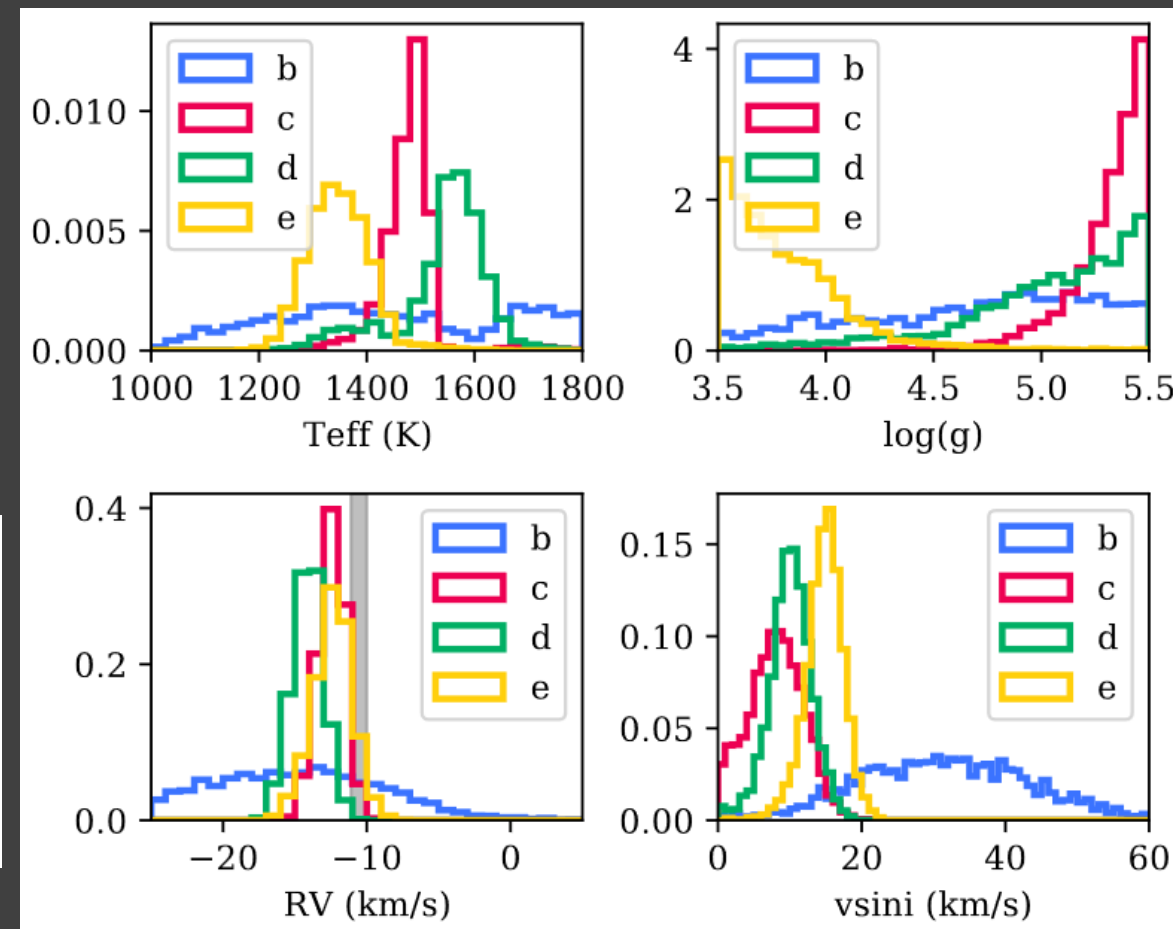 b
c
d
e
0.010
0.005
0.000
1000 1200 1400 1600 1800
Teff (K)
b
c
d
e
4
2
0
3.5 4.0 4.5 5.0 5.5
log(g)
b
c
d
e
0.4
0.2
0.0
−20 −10 0
RV (km/s)
b
c
d
e
0.15
0.10
0.05
0.00
0 20 40 60
vsini (km/s)